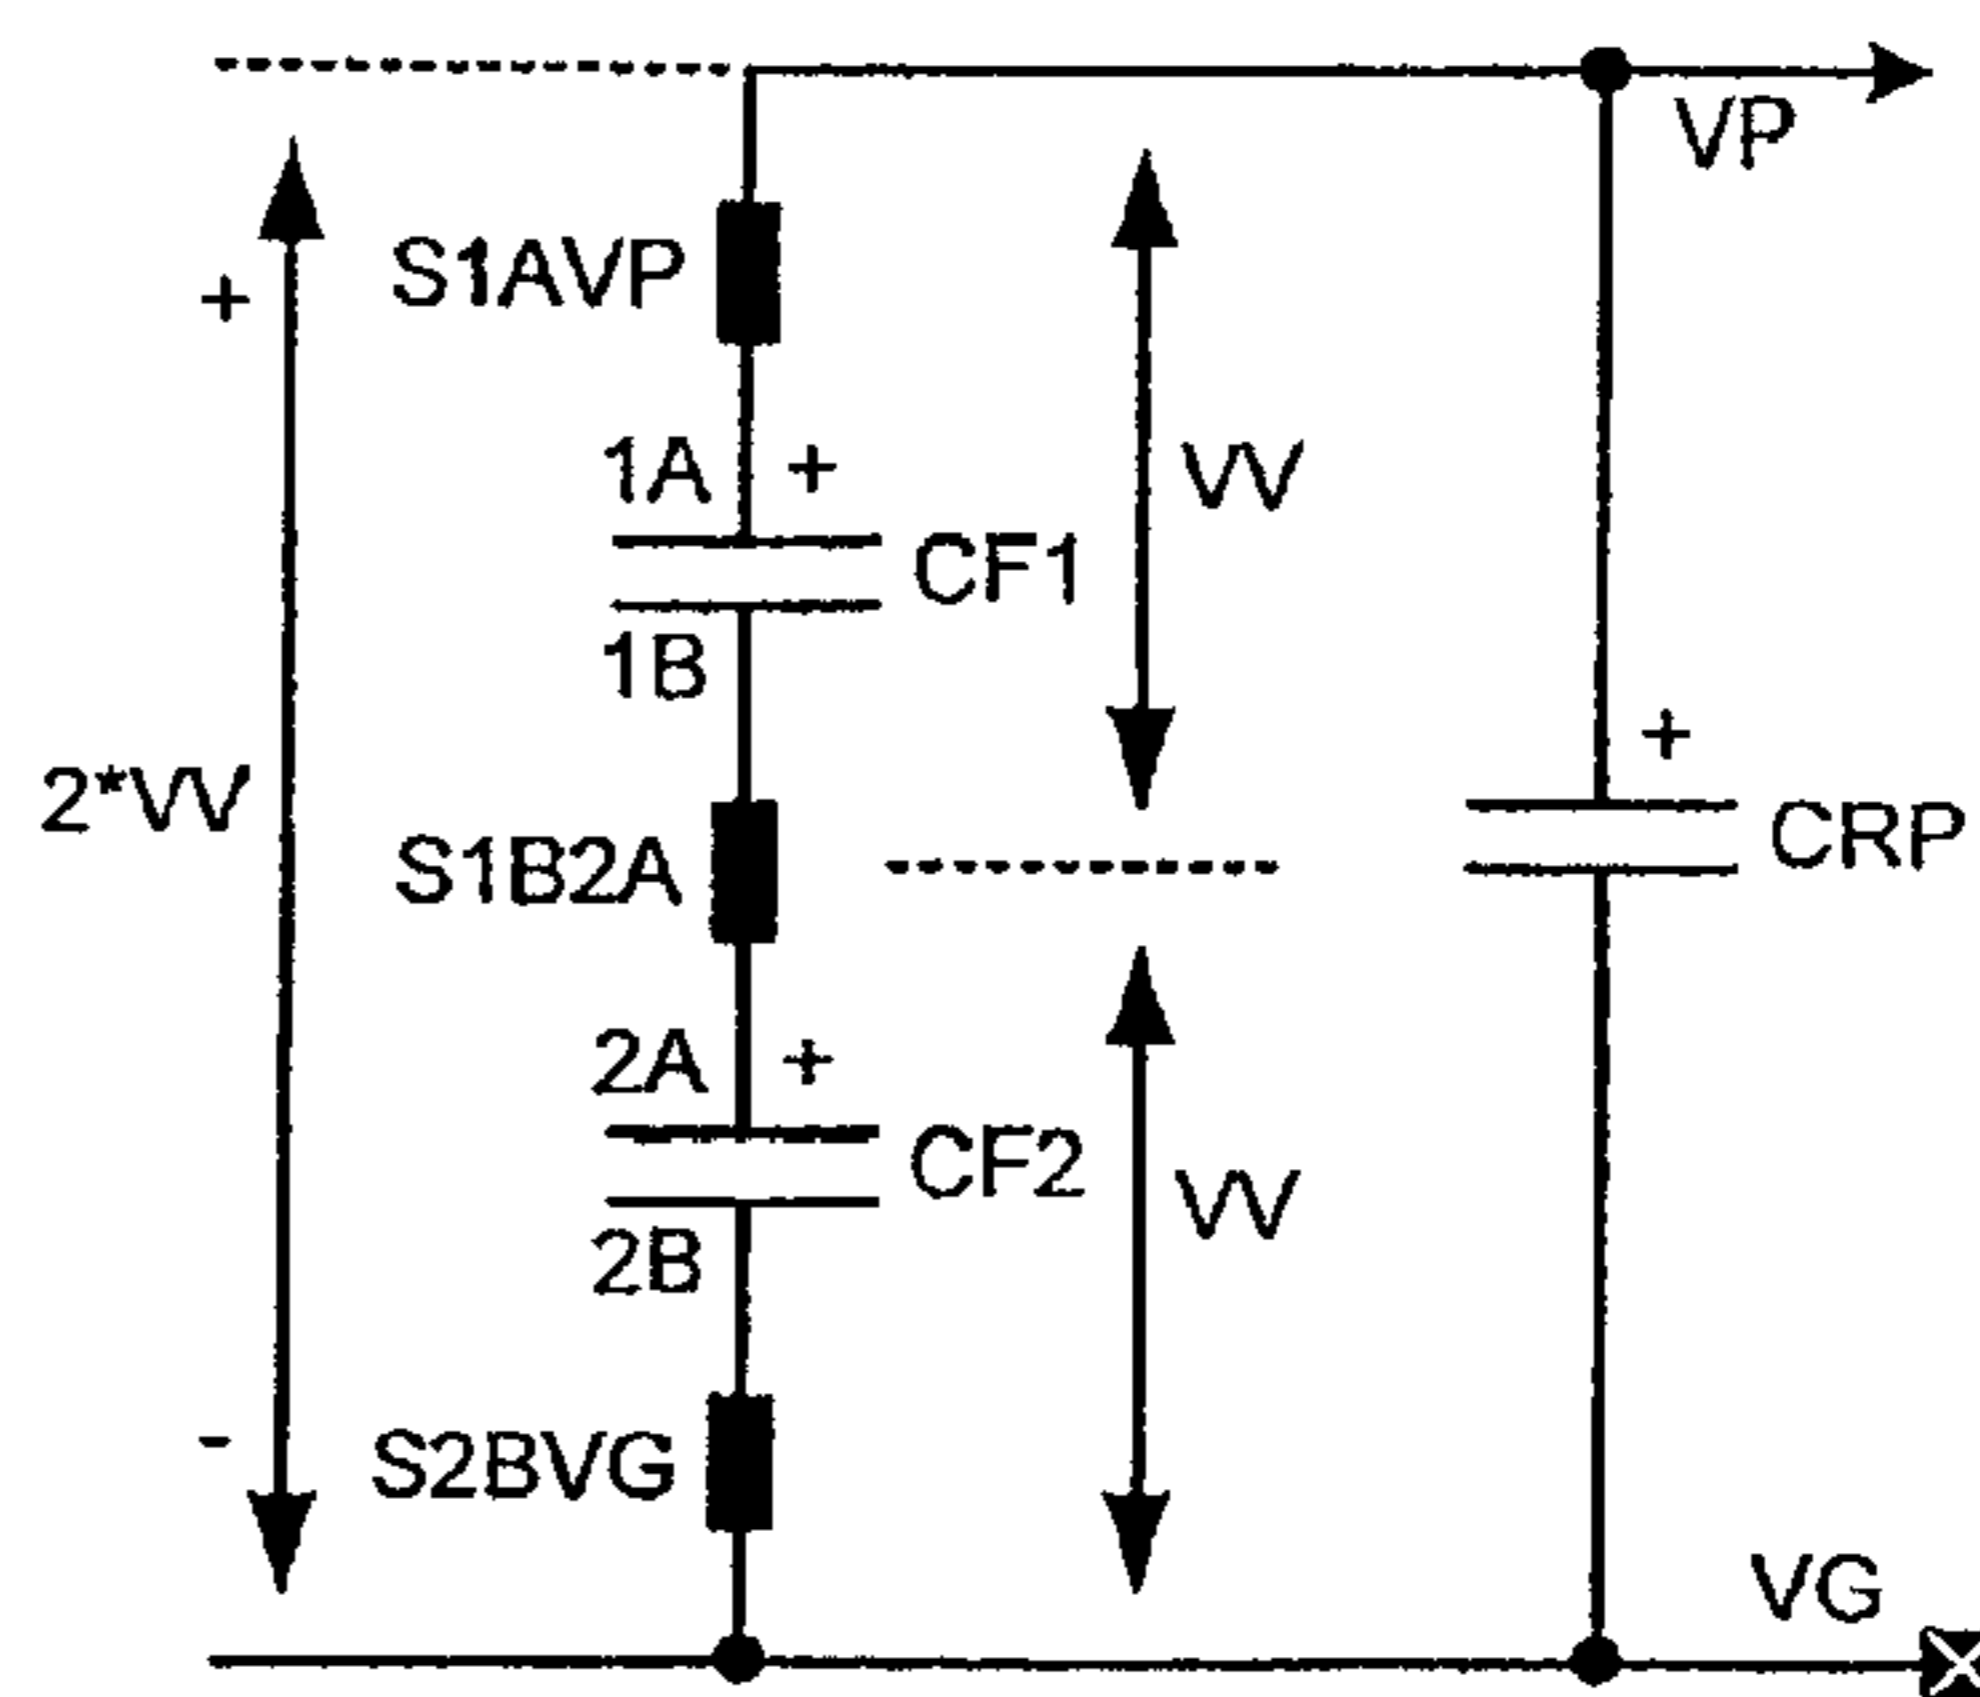 VP
S1AVP
+
1A +
VV
CF1
1B
+
2*VV
S1B2A
CRP
2A +
CF2
VV
2B
-
S2BVG
VG